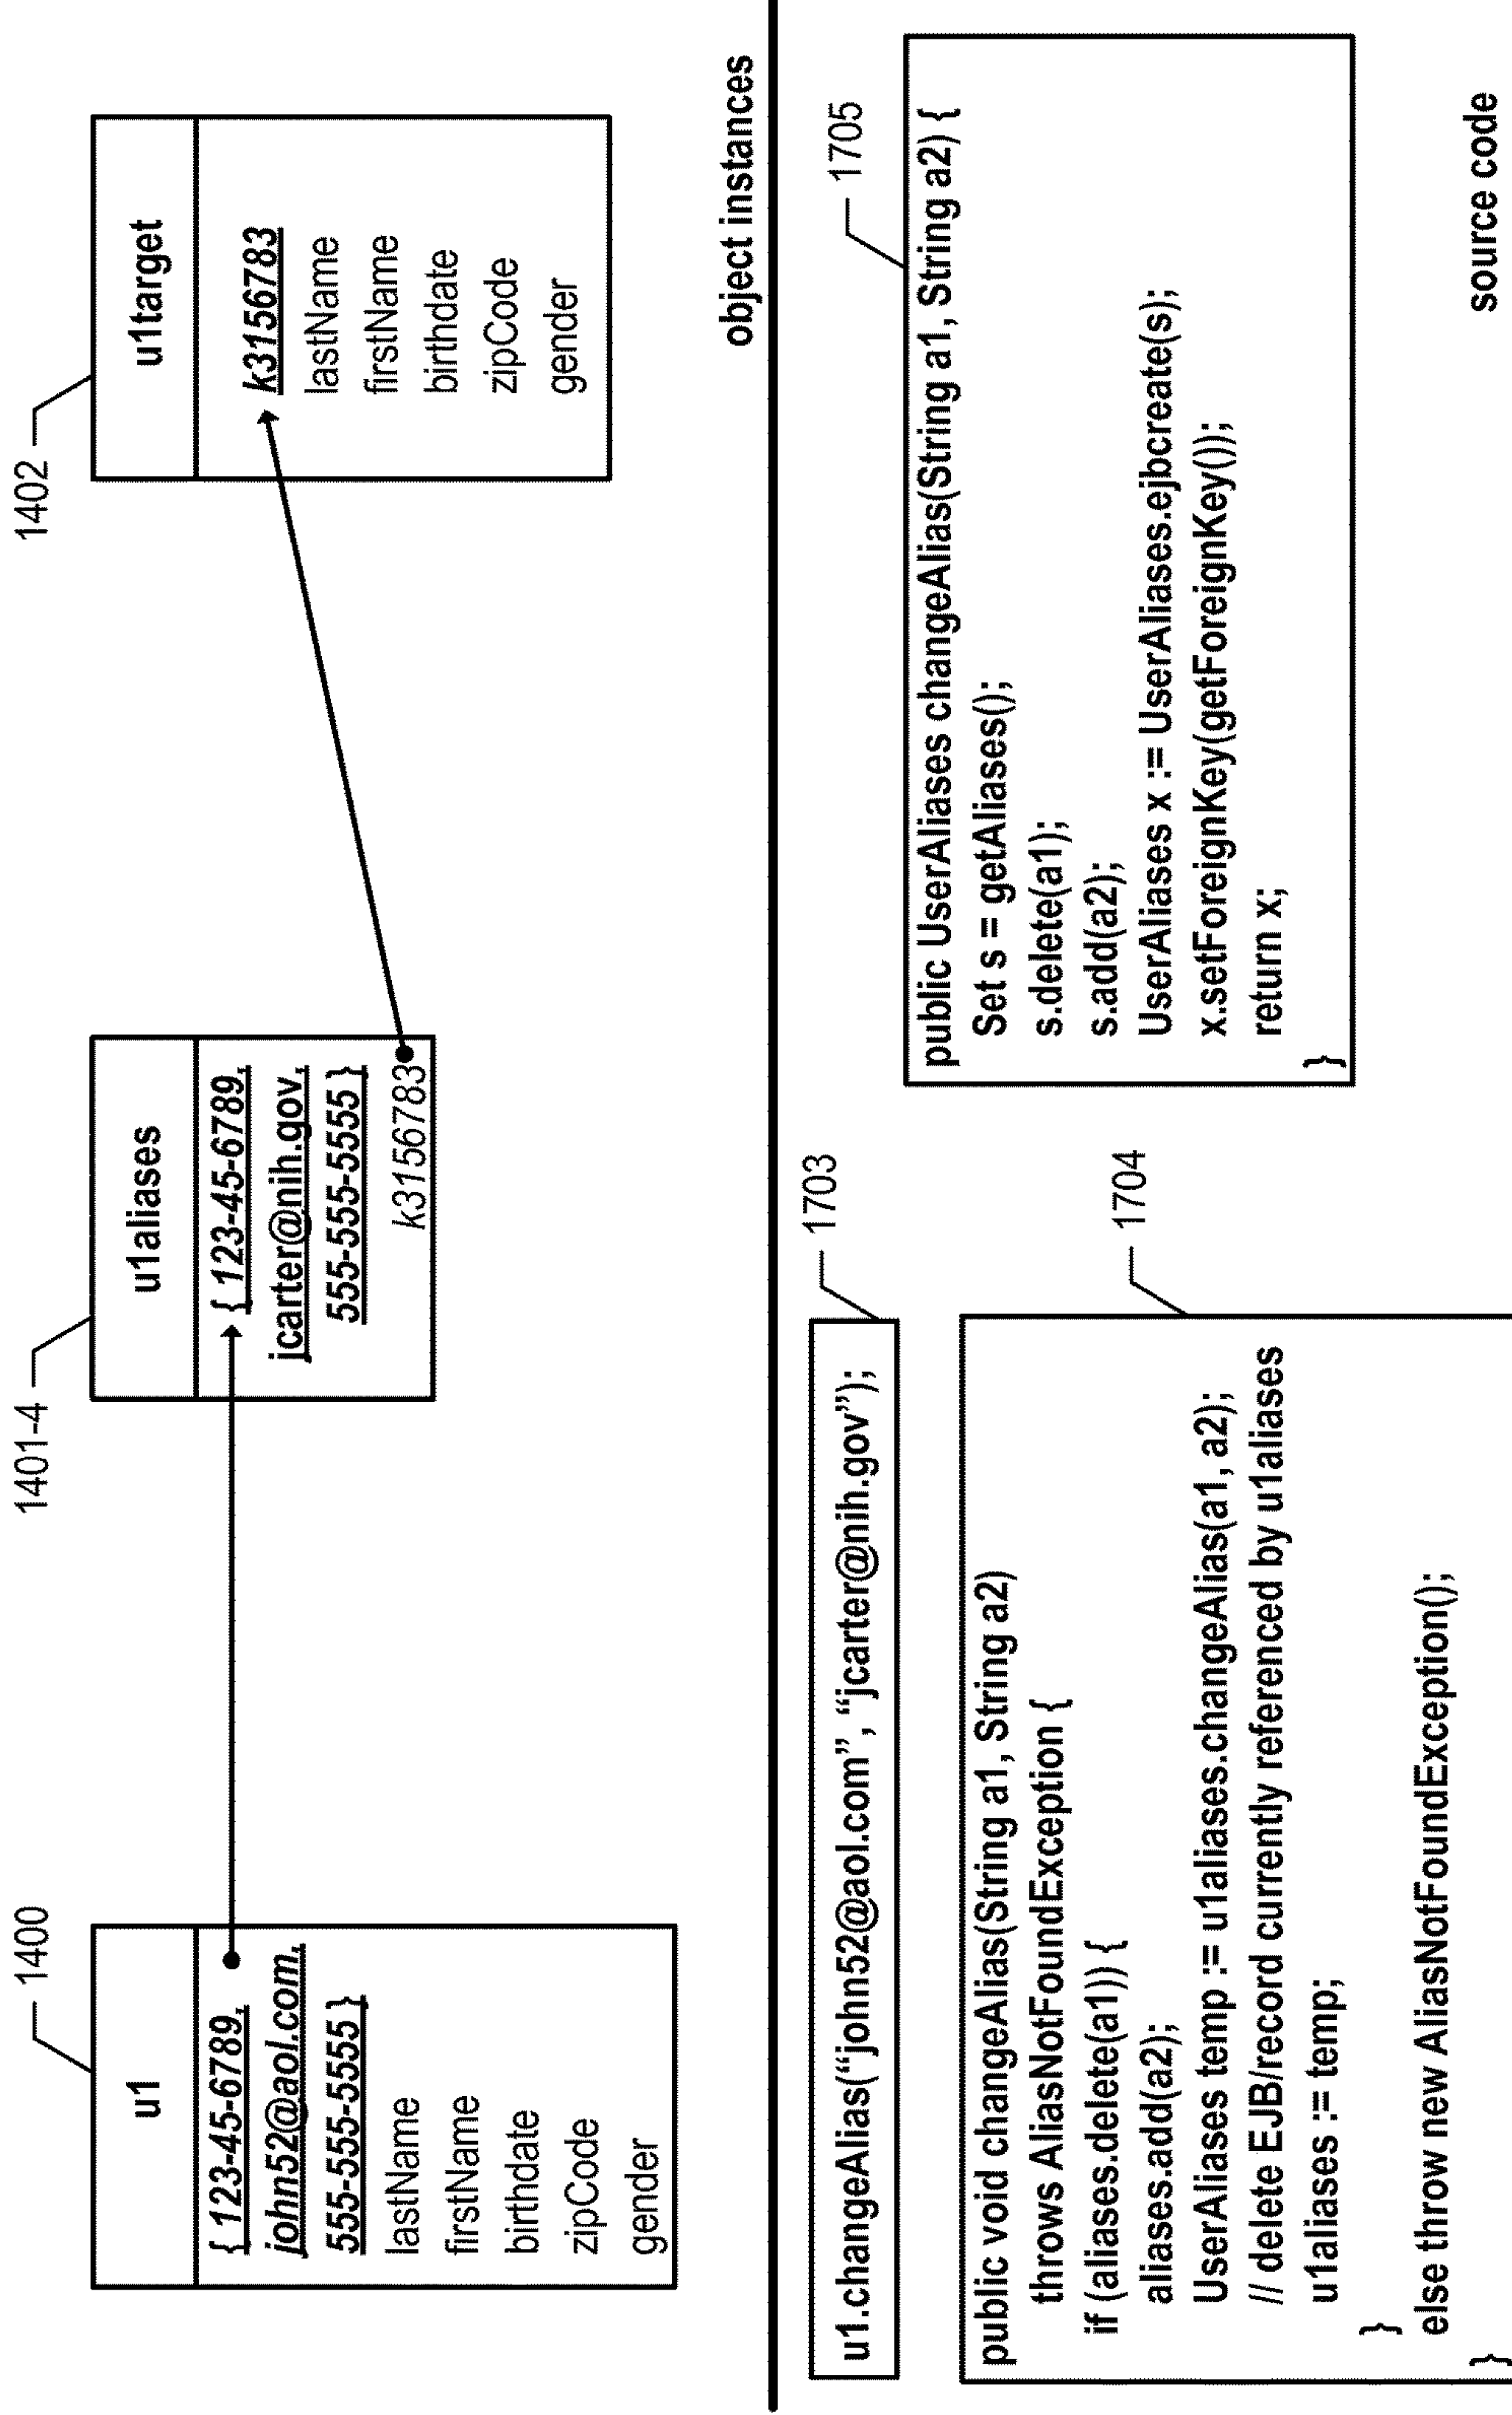 1400
u1
{ 123-45-6789,
john52@aol.com,
555-555-5555 }
lastName
firstName
birthdate
zipCode
gender
1401-4
u1aliases
{ 123-45-6789,
jcarter@nih.gov,
555-555-5555 }
k3156783
1402
u1target
k3156783
lastName
firstName
birthdate
zipCode
gender
object instances
1703
u1.changeAlias(“john52@aol.com”, “jcarter@nih.gov”);
1704
public void changeAlias(String a1, String a2)
throws AliasNotFoundException {
if (aliases.delete(a1)) {
aliases.add(a2);
UserAliases temp := u1aliases.changeAlias(a1, a2);
// delete EJB/record currently referenced by u1aliases
u1aliases := temp;
}
else throw new AliasNotFoundException();
}
1705
public UserAliases changeAlias(String a1, String a2) {
Set s = getAliases();
s.delete(a1);
s.add(a2);
UserAliases x := UserAliases.ejbcreate(s);
x.setForeignKey(getForeignKey());
return x;
}
source code